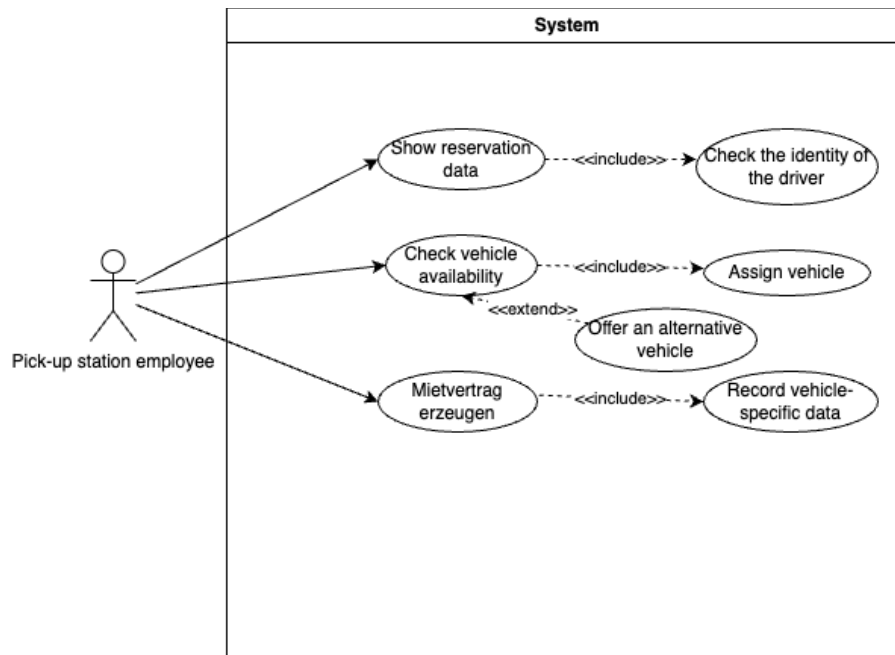 System
Show reservation
data
<<include>>
Check the identity of
the driver
Check vehicle
availability
<<include>>
Assign vehicle
<<extend>>
Offer an alternative
vehicle
Pick-up station employee
Mietvertrag
erzeugen
<<include>>
Record vehicle-
specific data